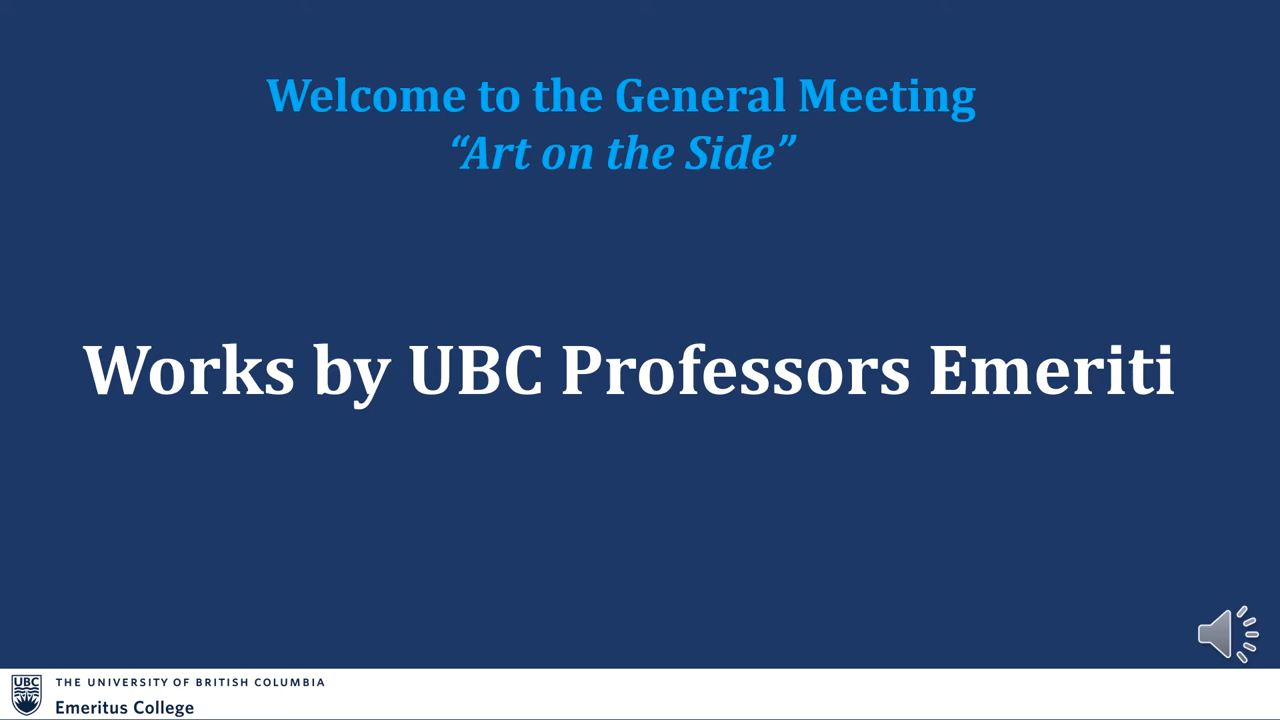 Welcome to the General Meeting
“Art on the Side”
Works by UBC Professors Emeriti
UBC
THE UNIVERSITY OF BRITISH COLUMBIA
Emeritus College